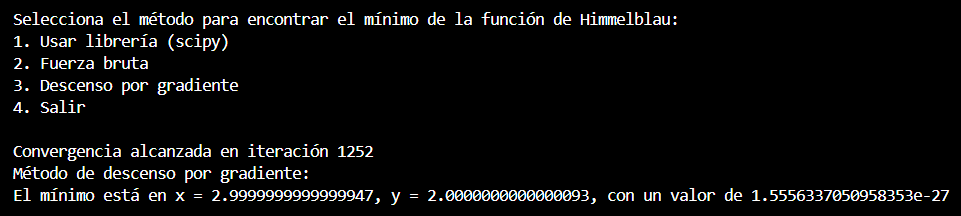 Selecciona el método para encontrar el mínimo de la función de Himmelblau:
1. Usar librería (scipy)
2. Fuerza bruta
3. Descenso por gradiente
4. Salir
Convergencia alcanzada en iteración 1252
Método de descenso por gradiente:
El mínimo está en x = 2.9999999999999947, y = 2.0000000000000093, con un valor de 1.5556337050958353e-27